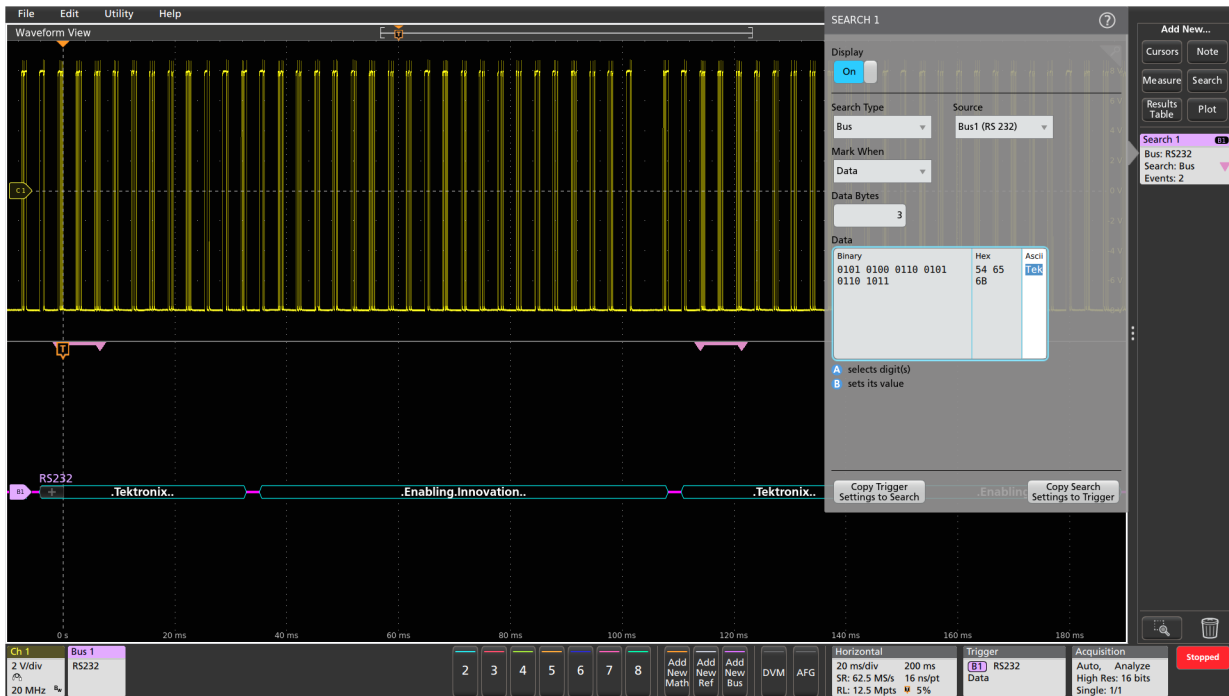 File Edit Utility Help
Waveform View
T
SEARCH 1
?
Display
On
Search Type
Source
Bus
Bus1 (RS 232)
Mark When
Data
Data Bytes
3
Data
Binary
Hex
Ascii
0101 0100 0110 0101
54 65
Tek
0110 1011
6B
A selects digit(s)
B sets its value
Copy Trigger
Settings to Search
Copy Search
Settings to Trigger
Add New...
Cursors
Note
Measure
Search
Results
Table
Plot
Search 1 B1
Bus: RS232
Search: Bus
Events: 2
C1
6 V
-4 V
0 V
-2 V
-6 V
T
RS232
B1
+
.Tektronix..
.Enabling.Innovation..
.Tektronix..
.Enabling
0 s 20 ms 40 ms 60 ms 80 ms 100 ms 120 ms 140 ms 160 ms 180 ms
Ch 1
2 V/div
20 MHz Bw
Bus 1
RS232
2 3 4 5 6 7 8
Add
New
Math
Add
New
Ref
Add
New
Bus
DVM
AFG
Horizontal
20 ms/div 200 ms
SR: 62.5 MS/s 16 ns/pt
RL: 12.5 Mpts 5%
Trigger
B1 RS232
Data
Acquisition
Auto, Analyze
High Res: 16 bits
Single: 1/1
Stopped